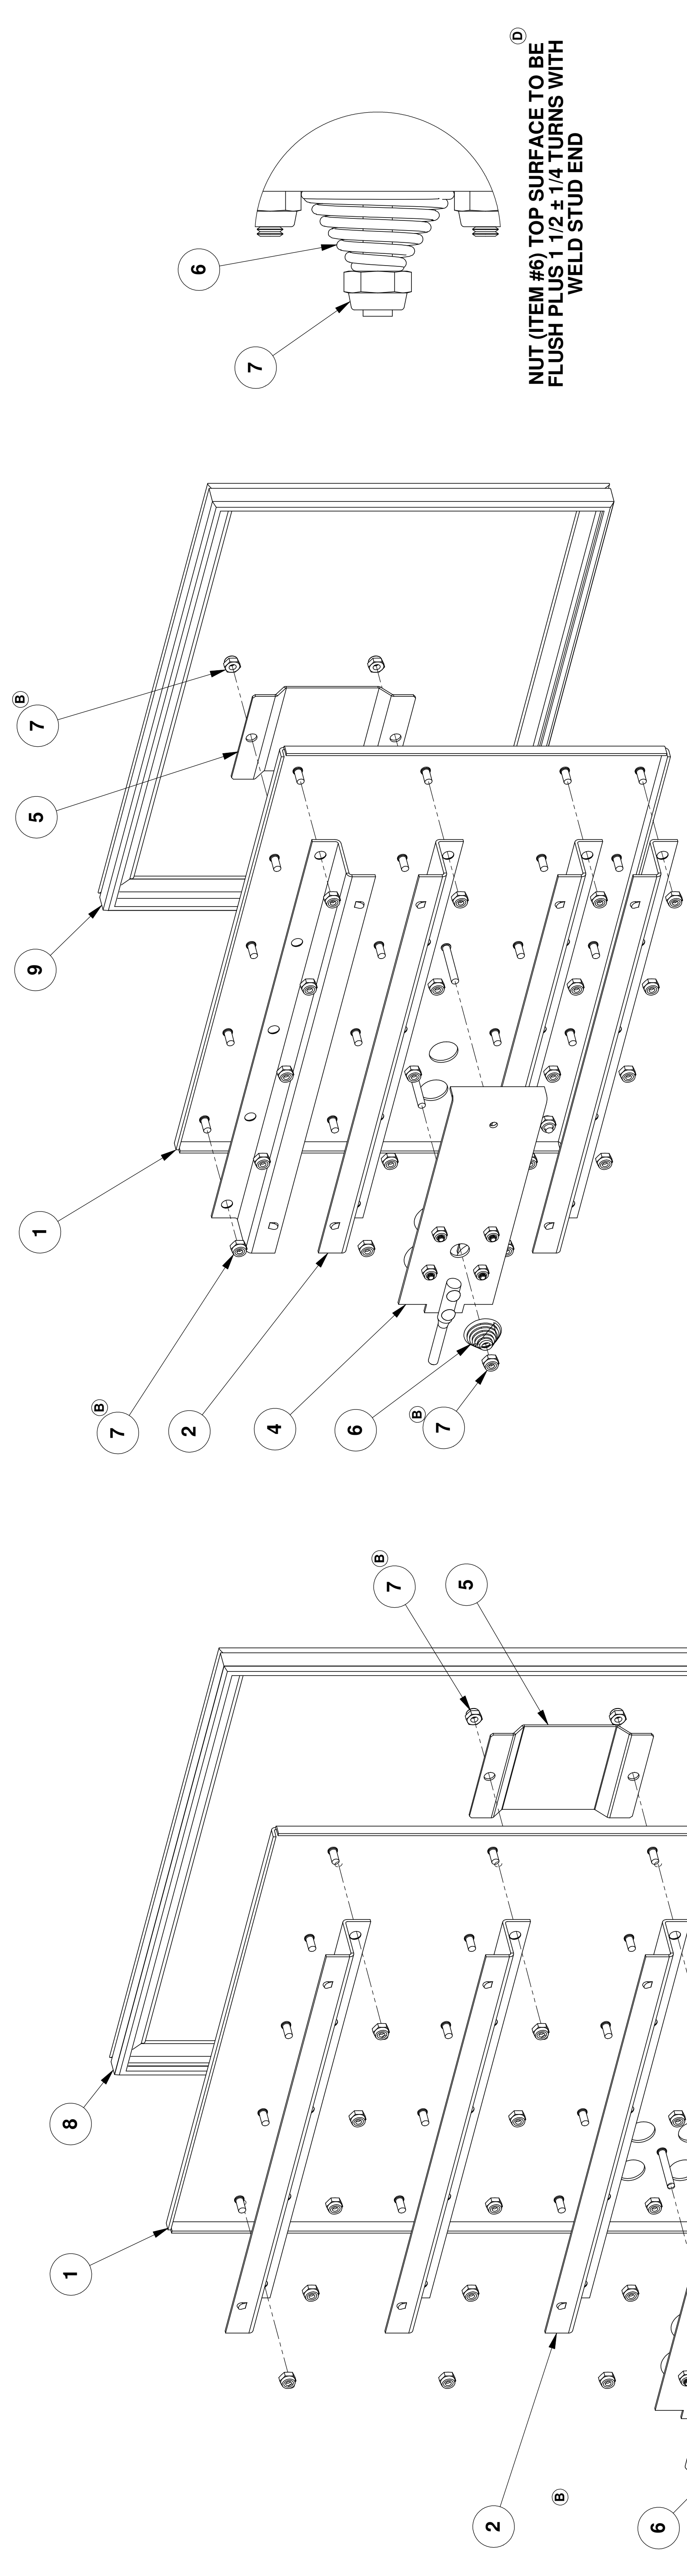 D
NUT (ITEM #6) TOP SURFACE TO BE
FLUSH PLUS 1 1/2 ± 1/4 TURNS WITH
WELD STUD END
6
7
B
7
5
9
1
B
7
2
4
6
B
7
B
7
5
8
1
2
B
6